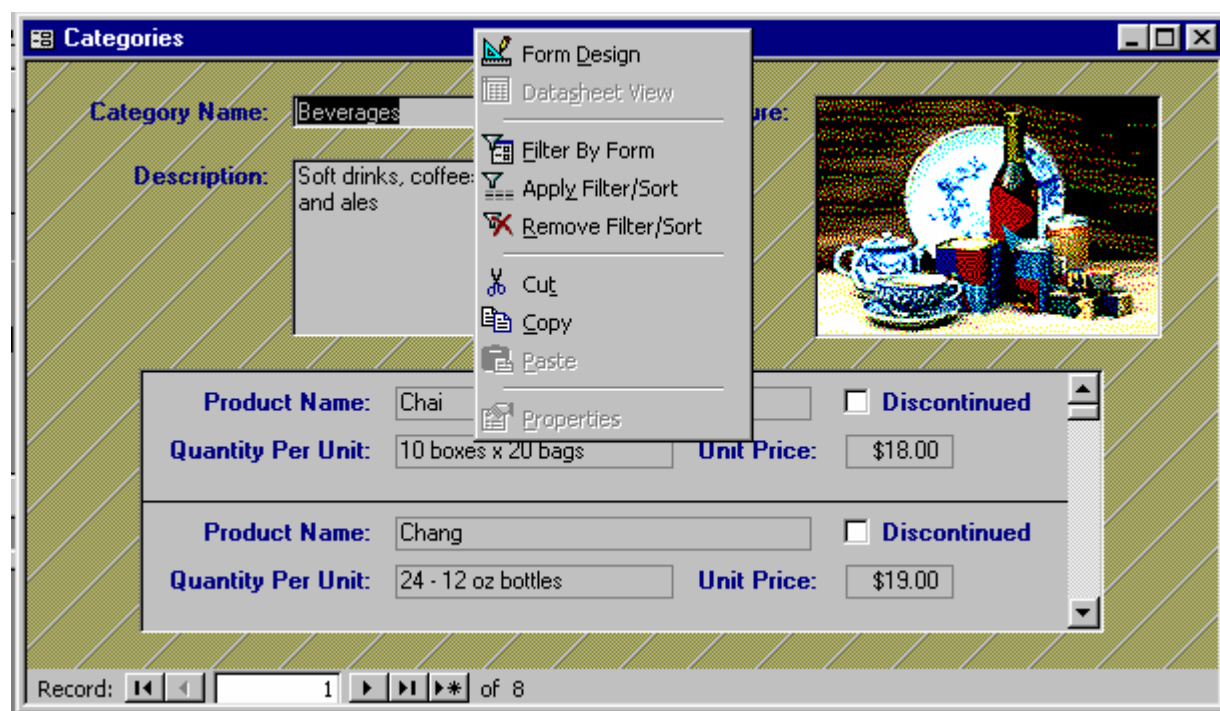 Categories
Form Design
Datasheet View
Filter By Form
Apply Filter/Sort
Remove Filter/Sort
Cut
Copy
Paste
Properties
Category Name: Beverages
ure:
Description: Soft drinks, coffees
and ales
Product Name: Chai Discontinued
Quantity Per Unit: 10 boxes x 20 bags Unit Price: $18.00
Product Name: Chang Discontinued
Quantity Per Unit: 24 - 12 oz bottles Unit Price: $19.00
Record: 1 of 8